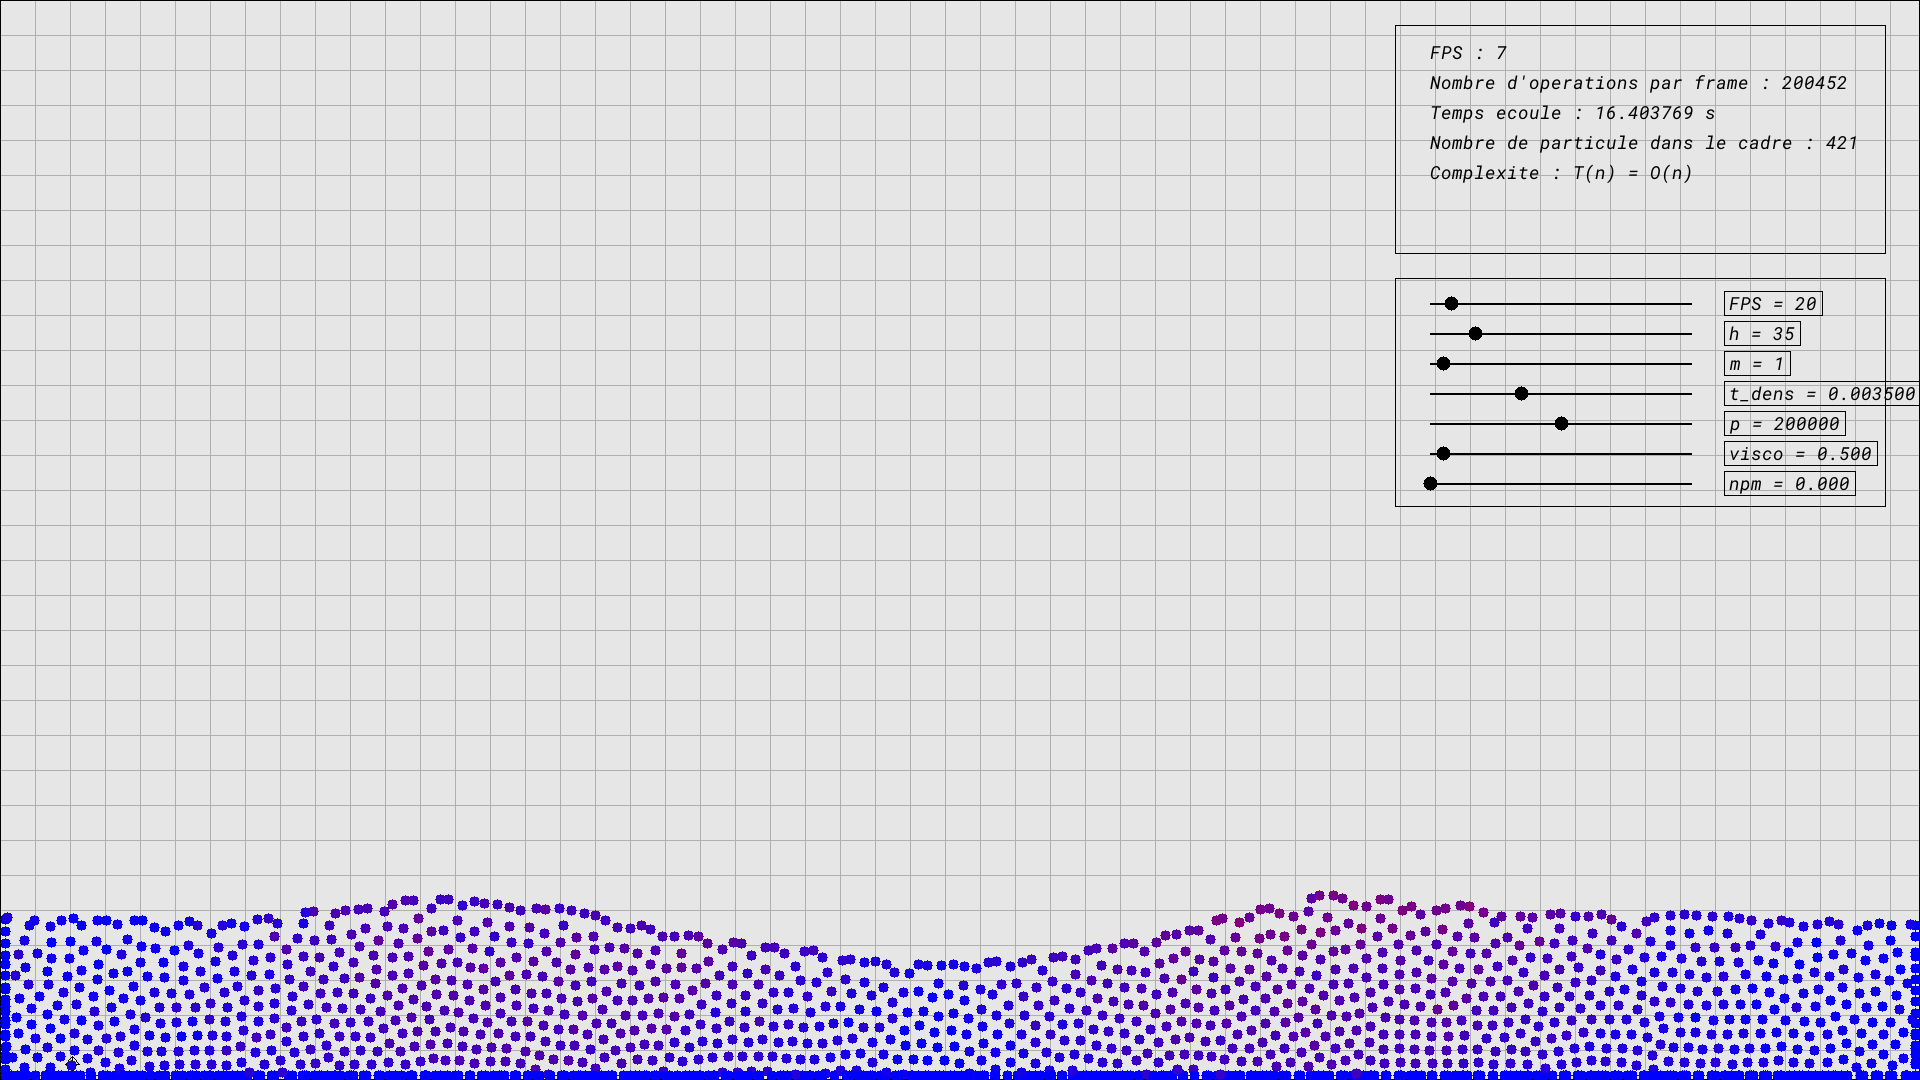 FPS : 7
Nombre d'operations par frame : 200452
Temps ecoule : 16.403769 s
Nombre de particule dans le cadre : 421
Complexite : T(n) = O(n)
FPS = 20
h = 35
m = 1
t_dens = 0.003500
p = 200000
visco = 0.500
npm = 0.000